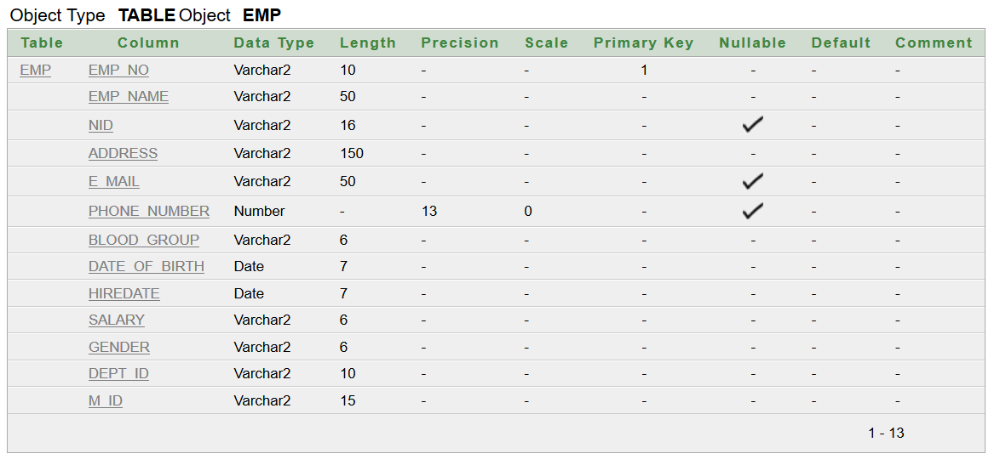 Object Type TABLE Object EMP
Table Column Data Type Length Precision Scale Primary Key Nullable Default Comment
EMP EMP_NO Varchar2 10 - - 1 - - -
EMP_NAME Varchar2 50 - - - - - -
NID Varchar2 16 - - - ✓ - -
ADDRESS Varchar2 150 - - - - - -
E_MAIL Varchar2 50 - - - ✓ - -
PHONE_NUMBER Number - 13 0 - ✓ - -
BLOOD_GROUP Varchar2 6 - - - - - -
DATE_OF_BIRTH Date 7 - - - - - -
HIREDATE Date 7 - - - - - -
SALARY Varchar2 6 - - - - - -
GENDER Varchar2 6 - - - - - -
DEPT_ID Varchar2 10 - - - - - -
M_ID Varchar2 15 - - - - - -
1 - 13